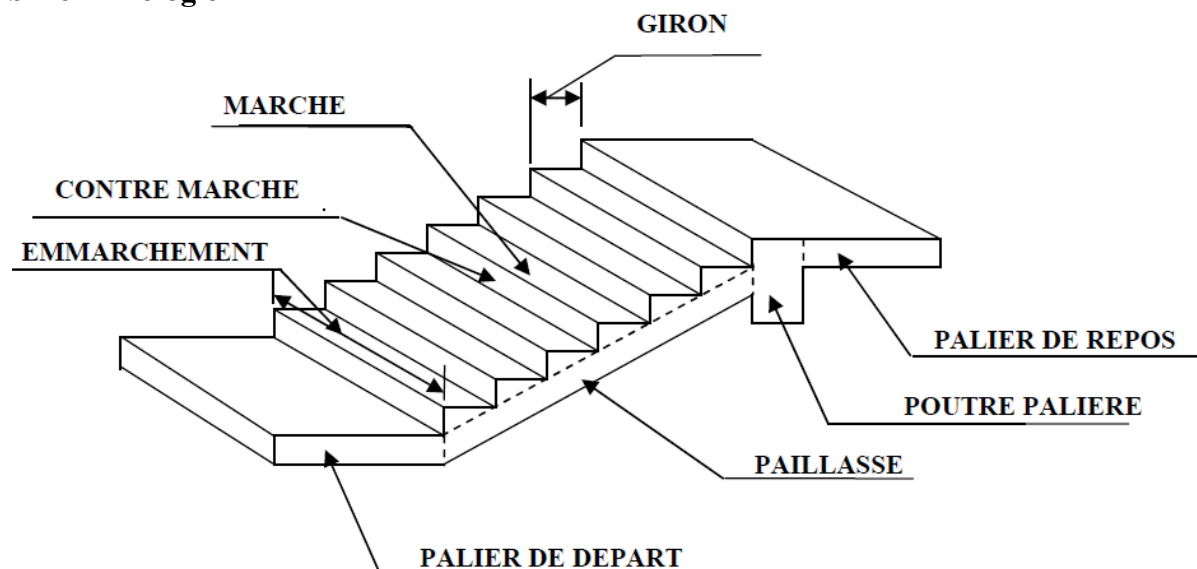 GIRON
MARCHE
CONTRE MARCHE
EMMARCHEMENT
PALIER DE REPOS
POUTRE PALIERE
PAILLASSE
PALIER DE DEPART